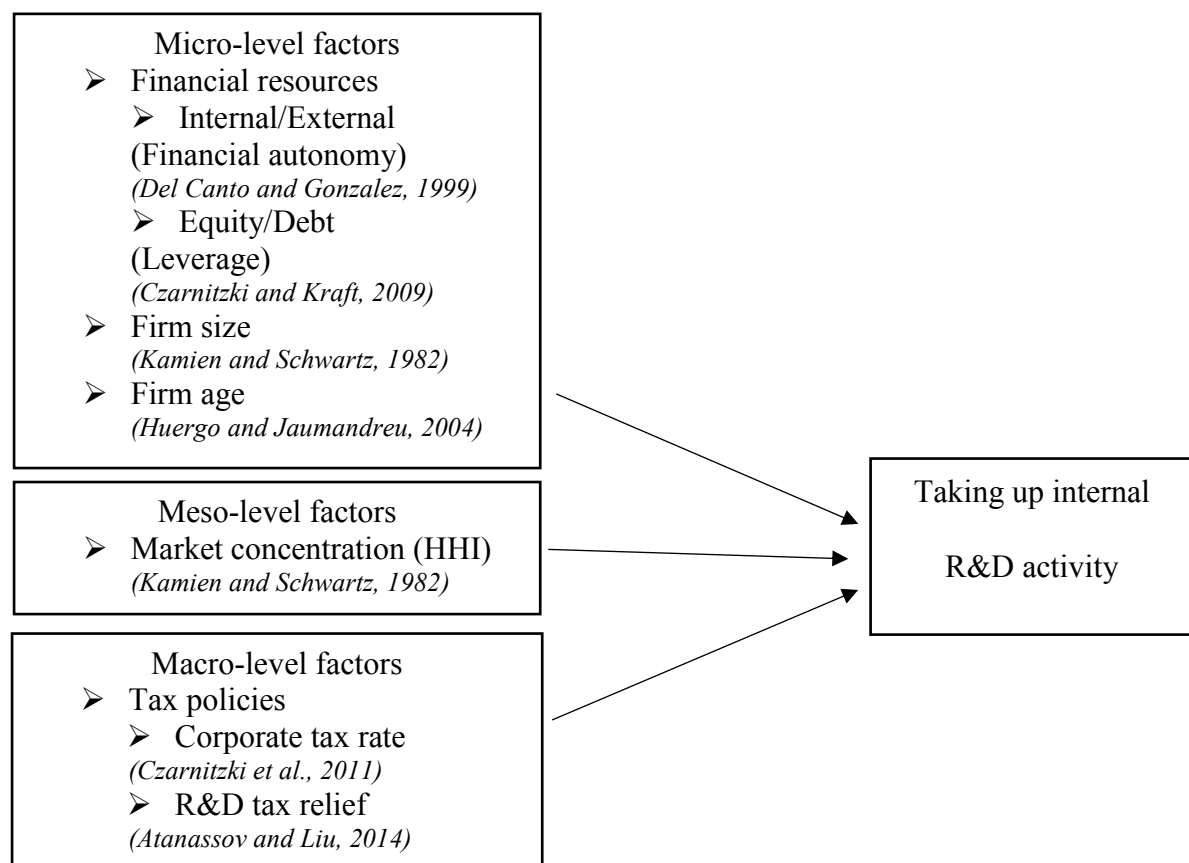 Micro-level factors
➢ Financial resources
➢ Internal/External
(Financial autonomy)
(Del Canto and Gonzalez, 1999)
➢ Equity/Debt
(Leverage)
(Czarnitzki and Kraft, 2009)
➢ Firm size
(Kamien and Schwartz, 1982)
➢ Firm age
(Huergo and Jaumandreu, 2004)
Meso-level factors
➢ Market concentration (HHI)
(Kamien and Schwartz, 1982)
Macro-level factors
➢ Tax policies
➢ Corporate tax rate
(Czarnitzki et al., 2011)
➢ R&D tax relief
(Atanassov and Liu, 2014)
Taking up internal
R&D activity